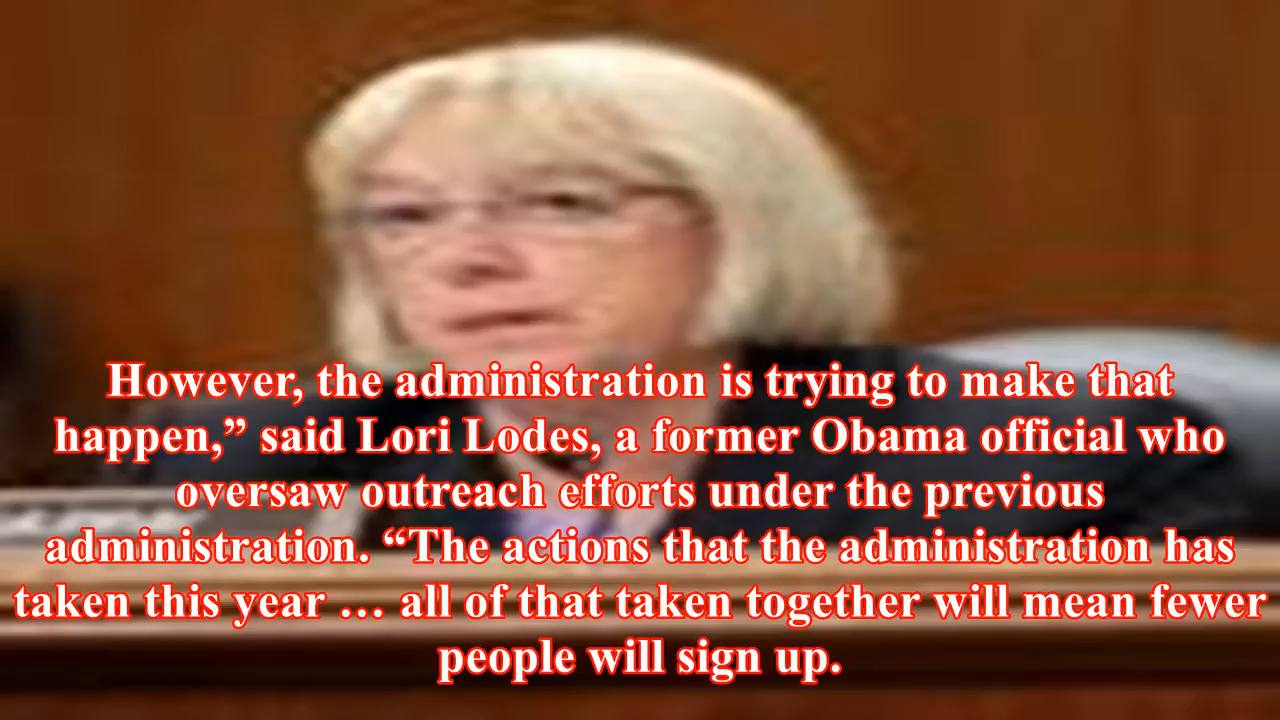 However, the administration is trying to make that
happen,” said Lori Lodes, a former Obama official who
oversaw outreach efforts under the previous
administration. “The actions that the administration has
taken this year … all of that taken together will mean fewer
people will sign up.